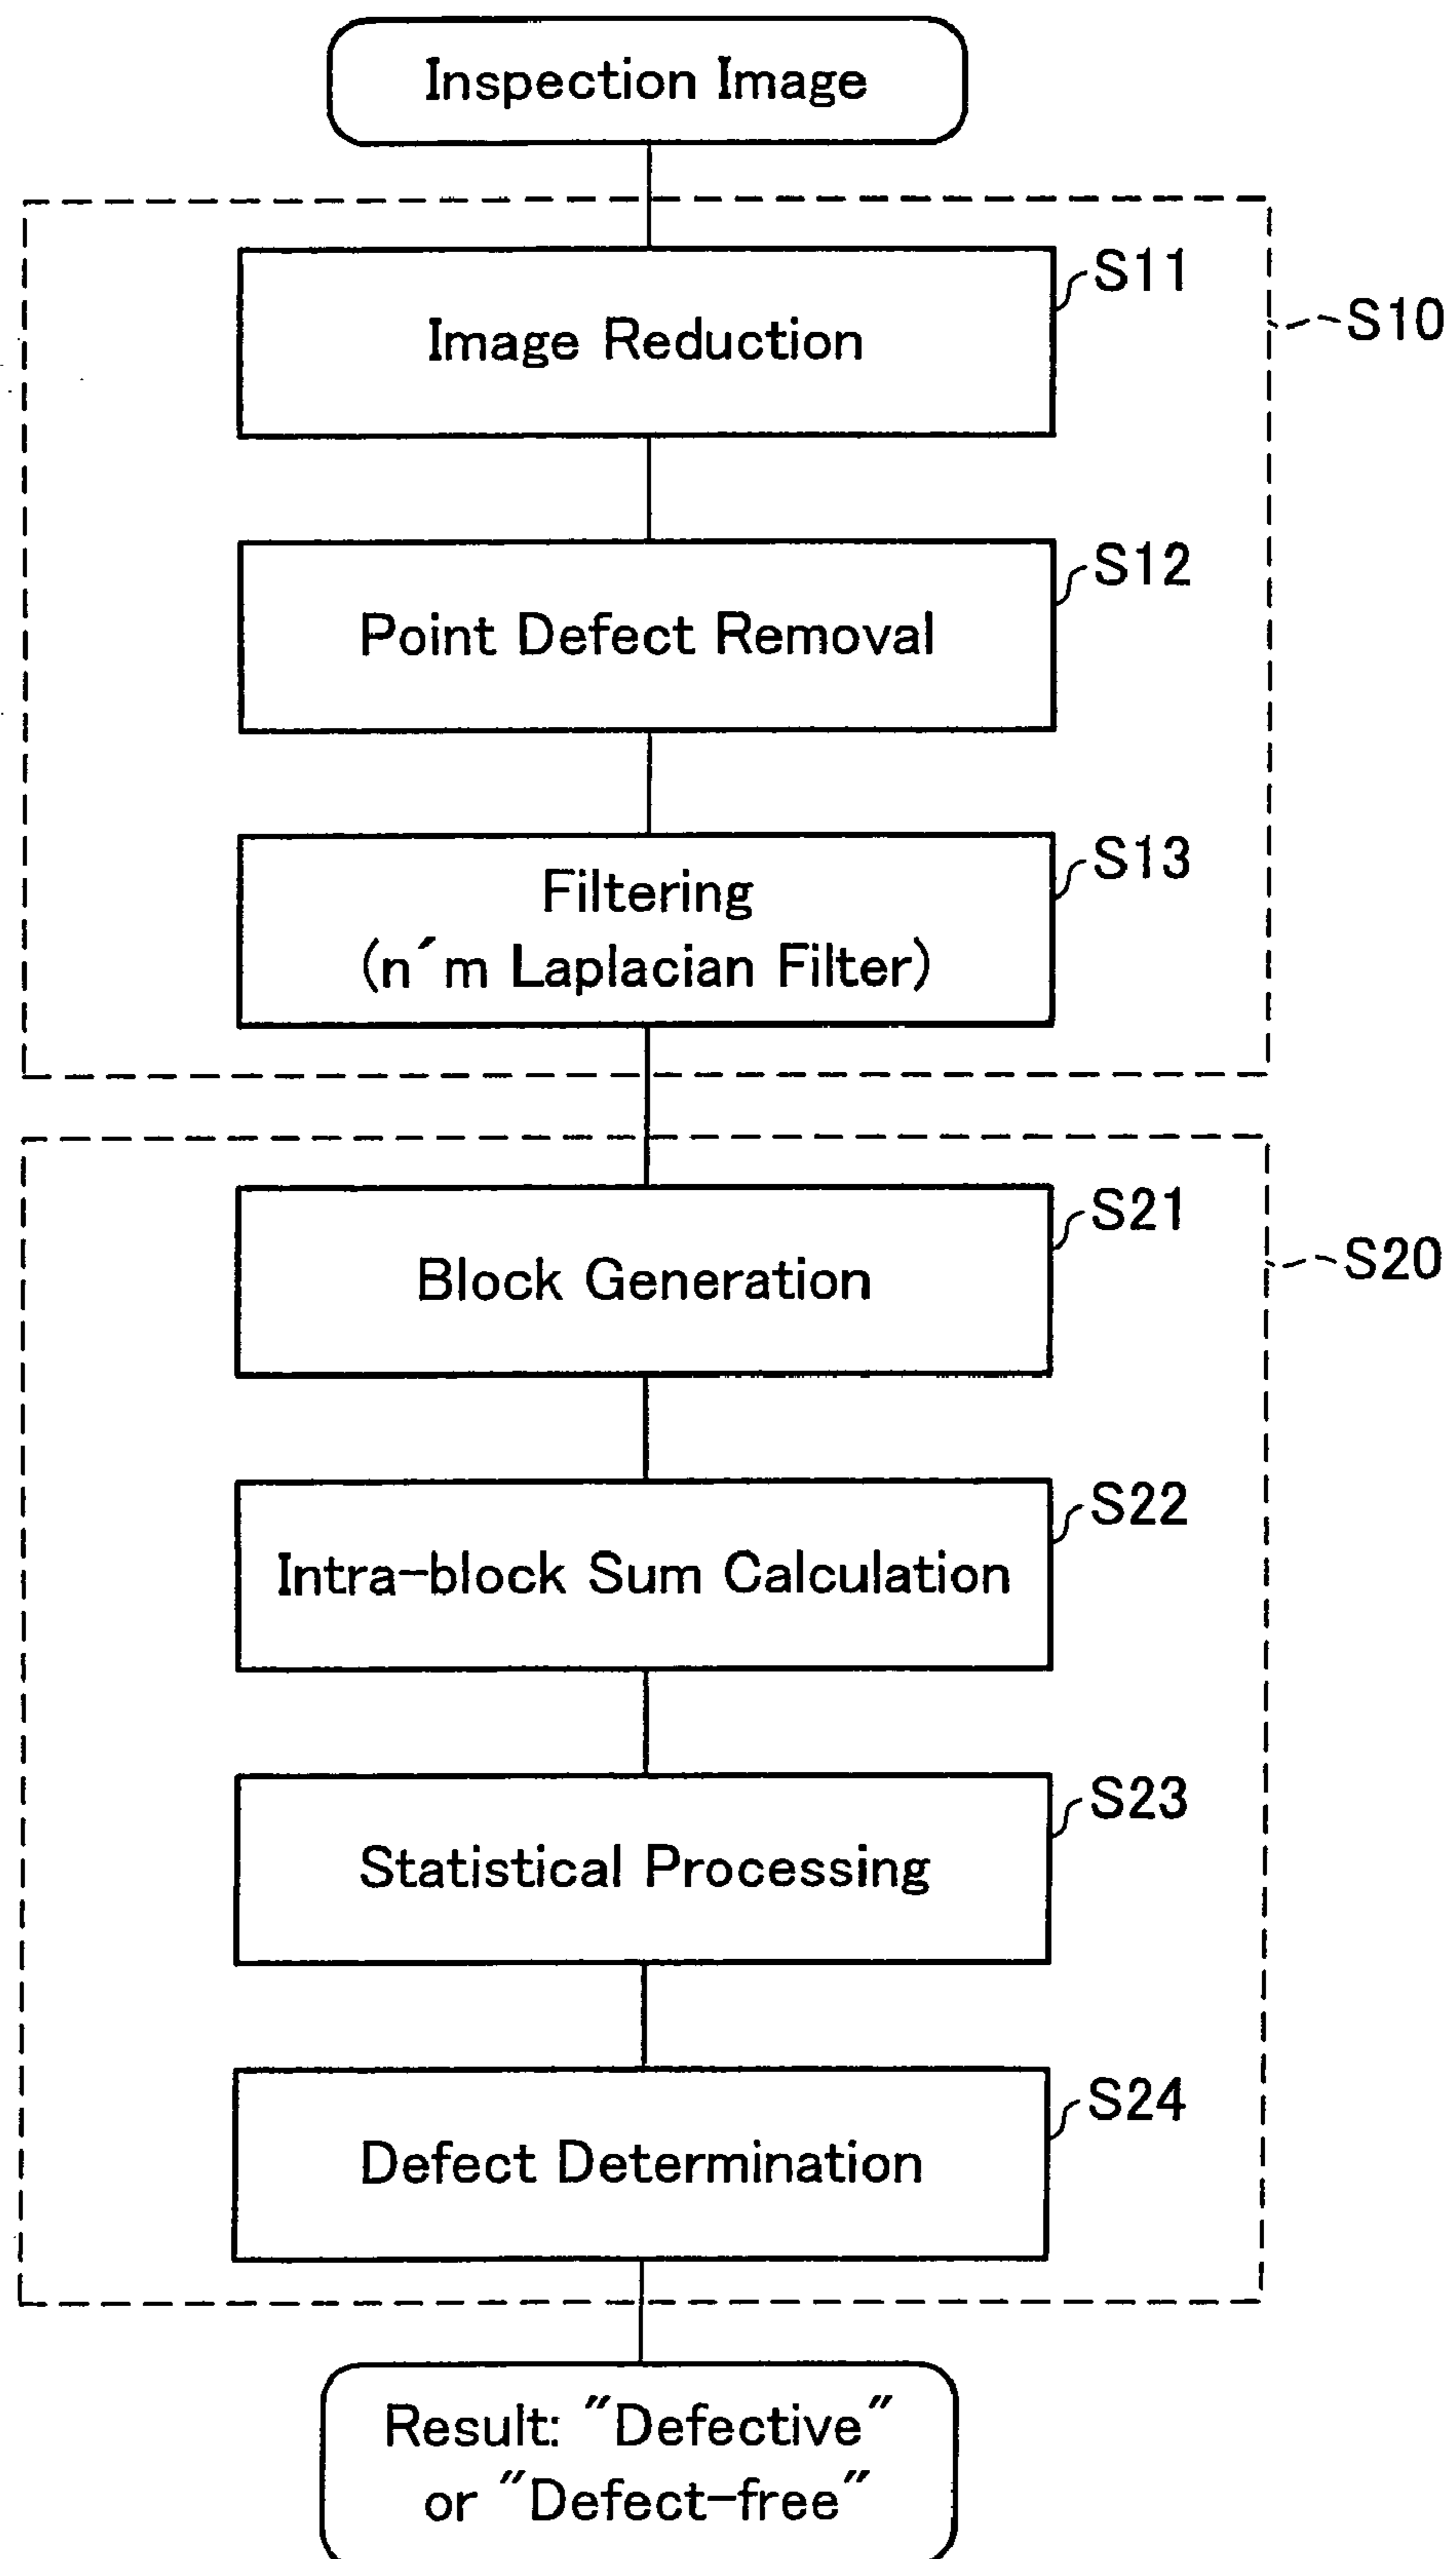 Inspection Image
S11
S10
Image Reduction
S12
Point Defect Removal
S13
Filtering
(n´m Laplacian Filter)
S21
S20
Block Generation
S22
Intra-block Sum Calculation
S23
Statistical Processing
S24
Defect Determination
Result: "Defective"
or "Defect-free"